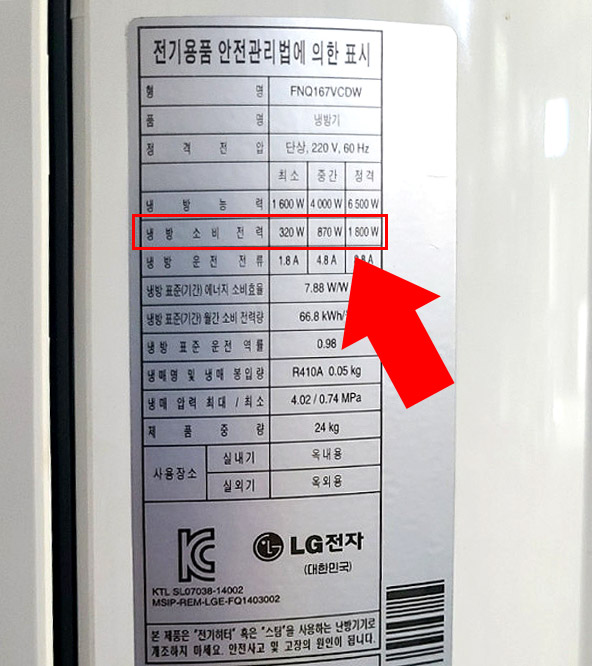 전기용품 안전관리법에 의한 표시
형 명 FNQ167VCDW
품 명 냉방기
정 격 전 압 단상, 220 V, 60 Hz
최 소 중 간 정 격
냉 방 능 력 1 600 W 4 000 W 6 500 W
냉 방 소 비 전 력 320 W 870 W 1 800 W
냉 방 운 전 전 류 1.8 A 4.8 A
냉방 표준(기간) 에너지 소비효율 7.88 W/W
냉방 표준(기간) 월간 소비 전력량 66.8 kWh/
냉 방 표 준 운 전 역 률 0.98
냉매명 및 냉매 봉입량 R410A 0.05 kg
냉매 압력 최대 / 최소 4.02 / 0.74 MPa
제 품 중 량 24 kg
사용장소 실내기 옥내용
실외기 옥외용
KC
LG전자
(대한민국)
KTL SL07038-14002
MSIP-REM-LGE-FQ1403002
본 제품은 "전기히터" 혹은 "스팀"을 사용하는 난방기기로
개조하지 마세요. 안전사고 및 고장의 원인이 됩니다.